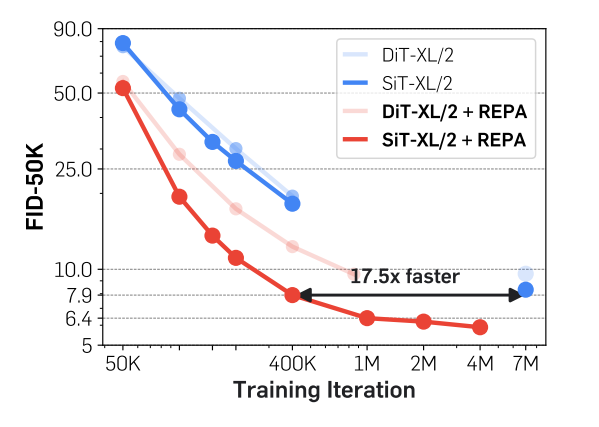 90.0
50.0
25.0
10.0
7.9
6.4
5
FID-50K
DiT-XL/2
SiT-XL/2
DiT-XL/2 + REPA
SiT-XL/2 + REPA
17.5x faster
50K 400K 1M 2M 4M 7M
Training Iteration